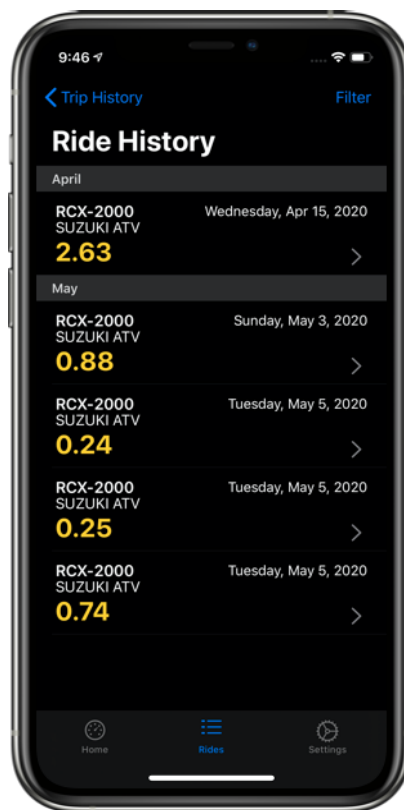 9:46
Trip History
Filter
Ride History
April
RCX-2000
Wednesday, Apr 15, 2020
SUZUKI ATV
2.63
May
RCX-2000
Sunday, May 3, 2020
SUZUKI ATV
0.88
RCX-2000
Tuesday, May 5, 2020
SUZUKI ATV
0.24
RCX-2000
Tuesday, May 5, 2020
SUZUKI ATV
0.25
RCX-2000
Tuesday, May 5, 2020
SUZUKI ATV
0.74
Home
Rides
Settings